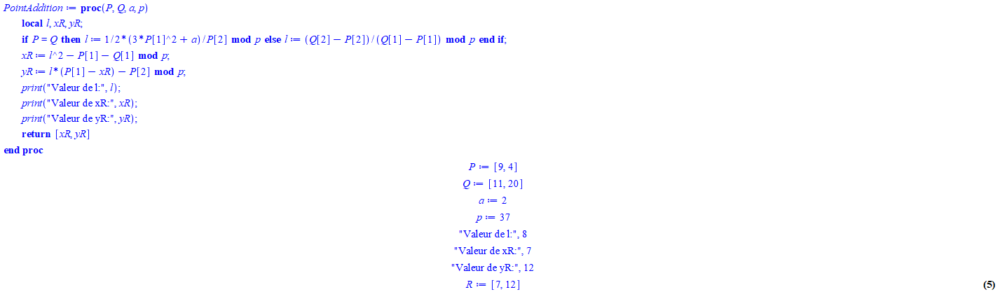 PointAddition := proc(P, Q, a, p)
local l, xR, yR;
if P = Q then l := 1/2*(3*P[1]^2 + a)/P[2] mod p else l := (Q[2] − P[2])/(Q[1] − P[1]) mod p end if;
xR := l^2 − P[1] − Q[1] mod p;
yR := l*(P[1] − xR) − P[2] mod p;
print("Valeur de l:", l);
print("Valeur de xR:", xR);
print("Valeur de yR:", yR);
return [xR, yR]
end proc
P := [9, 4]
Q := [11, 20]
a := 2
p := 37
"Valeur de l:", 8
"Valeur de xR:", 7
"Valeur de yR:", 12
R := [7, 12] (5)